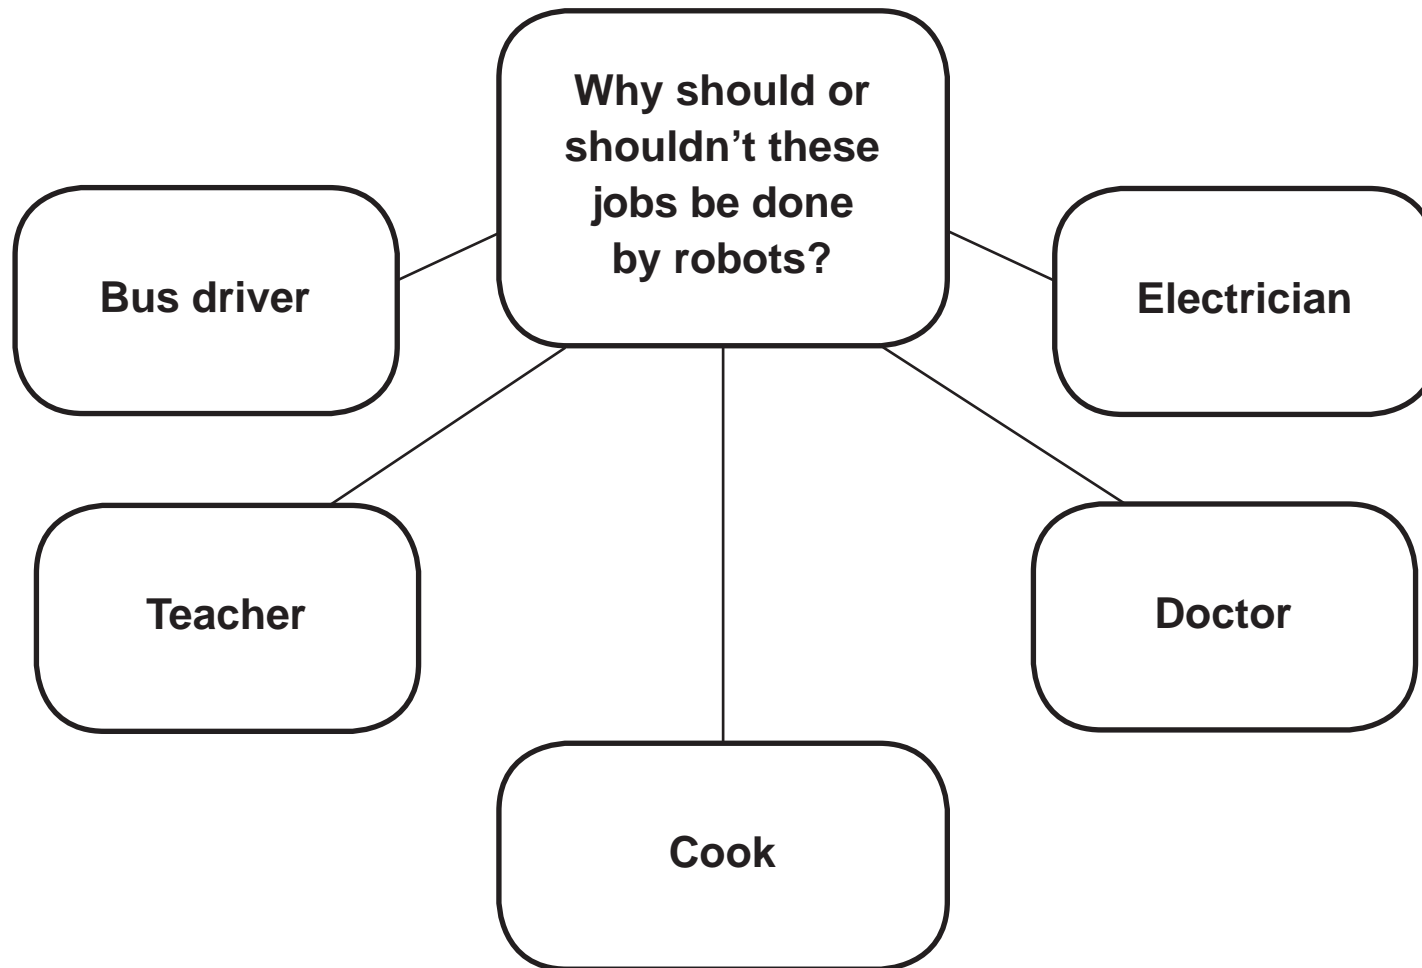 Why should or
shouldn’t these
jobs be done
by robots?
Bus driver
Electrician
Teacher
Doctor
Cook